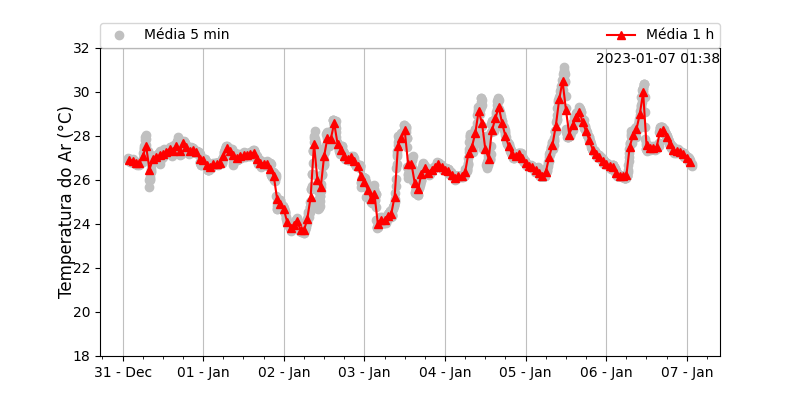 Média 5 min
Média 1 h
2023-01-07 01:38
Temperatura do Ar (°C)
32
30
28
26
24
22
20
18
31 - Dec
01 - Jan
02 - Jan
03 - Jan
04 - Jan
05 - Jan
06 - Jan
07 - Jan